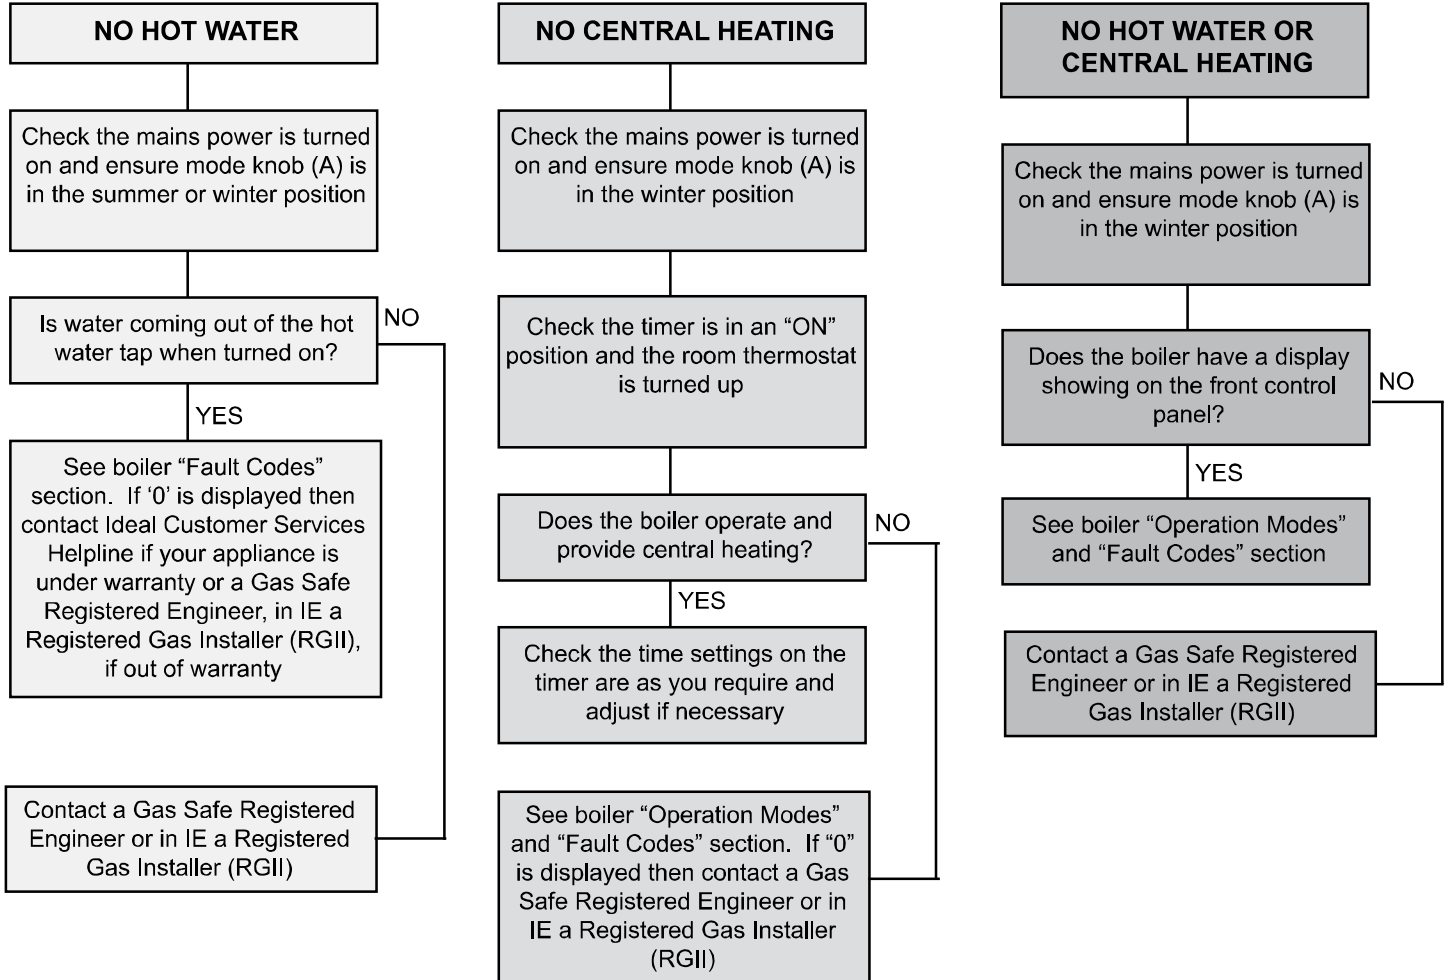 NO HOT WATER
Check the mains power is turned
on and ensure mode knob (A) is
in the summer or winter position
Is water coming out of the hot
water tap when turned on?
NO
YES
See boiler “Fault Codes”
section.  If ‘0’ is displayed then
contact Ideal Customer Services
Helpline if your appliance is
under warranty or a Gas Safe
Registered Engineer, in IE a
Registered Gas Installer (RGII),
if out of warranty
Contact a Gas Safe Registered
Engineer or in IE a Registered
Gas Installer (RGII)
NO CENTRAL HEATING
Check the mains power is turned
on and ensure mode knob (A) is
in the winter position
Check the timer is in an “ON”
position and the room thermostat
is turned up
Does the boiler operate and
provide central heating?
NO
YES
Check the time settings on the
timer are as you require and
adjust if necessary
See boiler “Operation Modes”
and “Fault Codes” section.  If “0”
is displayed then contact a Gas
Safe Registered Engineer or in
IE a Registered Gas Installer
(RGII)
NO HOT WATER OR
CENTRAL HEATING
Check the mains power is turned
on and ensure mode knob (A) is
in the winter position
Does the boiler have a display
showing on the front control
panel?
NO
YES
See boiler “Operation Modes”
and “Fault Codes” section
Contact a Gas Safe Registered
Engineer or in IE a Registered
Gas Installer (RGII)